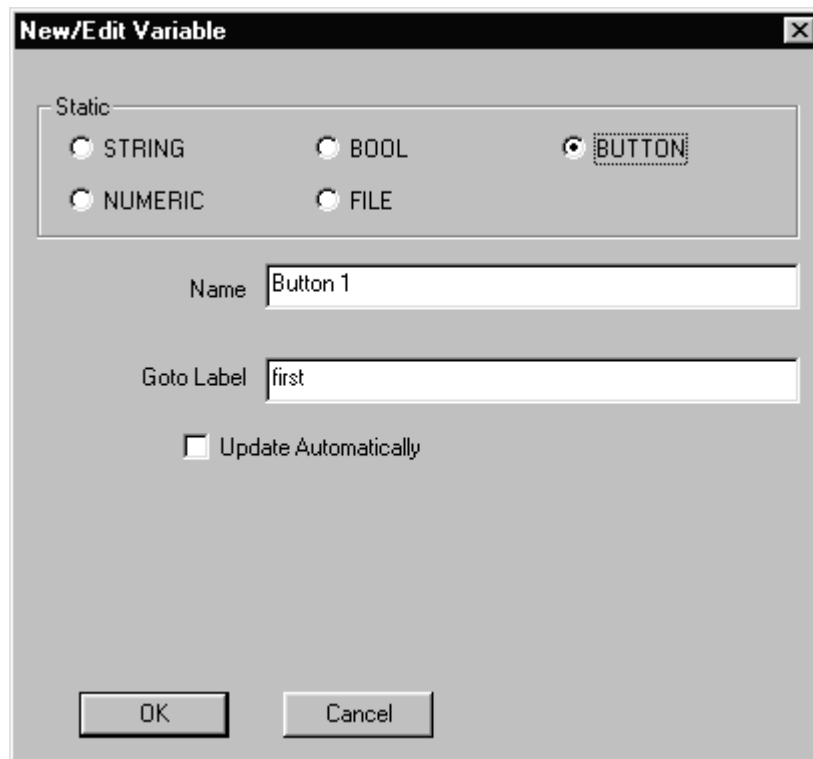 New/Edit Variable
Static
STRING BOOL BUTTON
NUMERIC FILE
Name Button 1
Goto Label first
Update Automatically
OK Cancel